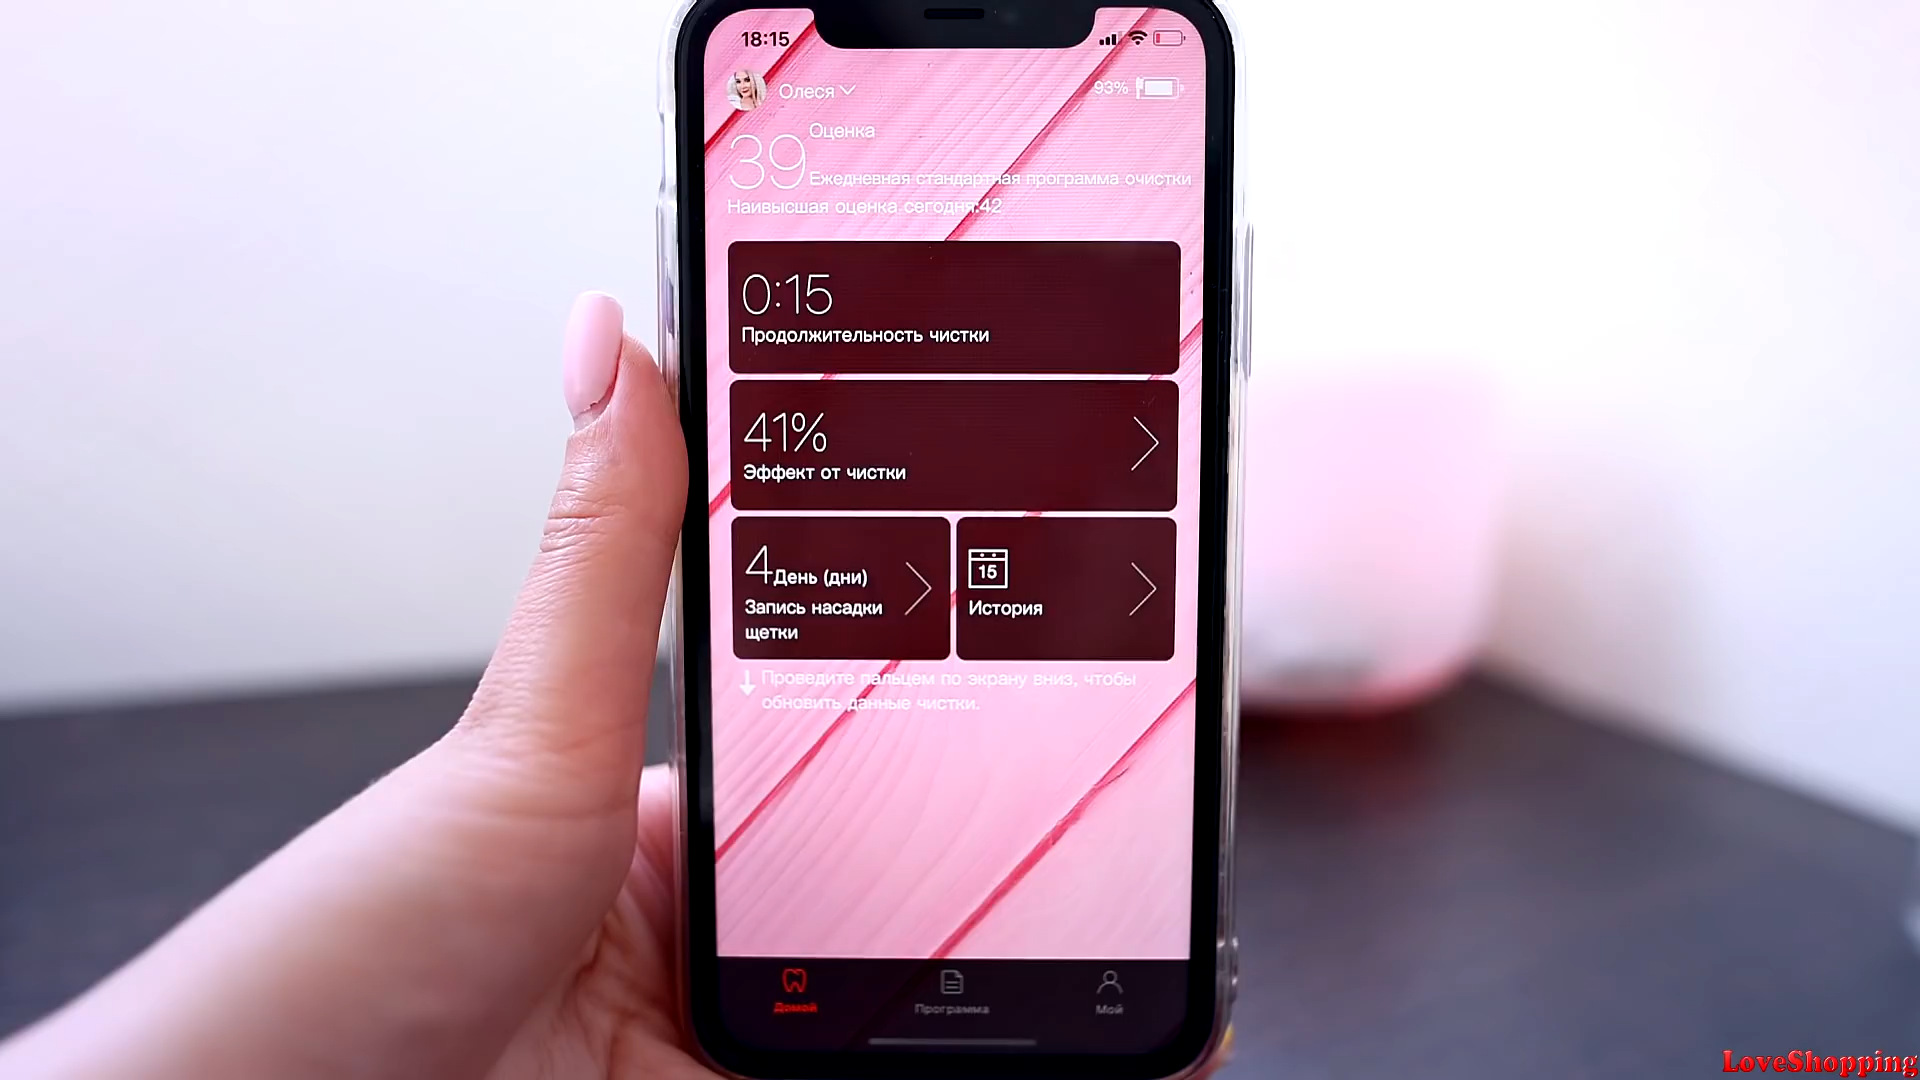 18:15
Олеся
93%
39
Оценка
Ежедневная стандартная программа очистки
Наивысшая оценка сегодня:42
0:15
Продолжительность чистки
41%
Эффект от чистки
4 День (дни)
Запись насадки
щетки
15
История
Проведите пальцем по экрану вниз, чтобы
обновить данные чистки.
Домой
Программа
Мой
LoveShopping